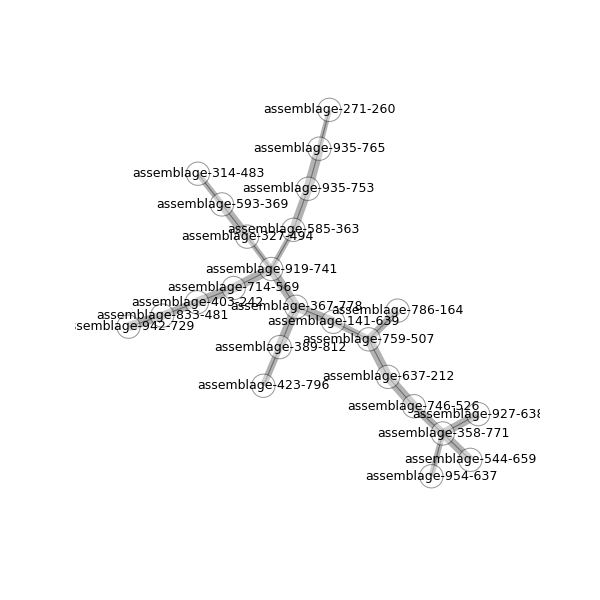 assemblage-271-260
assemblage-935-765
assemblage-314-483
assemblage-935-753
assemblage-593-369
assemblage-585-363
assemblage-327-494
assemblage-919-741
assemblage-714-569
assemblage-403-242
assemblage-367-778
assemblage-786-164
assemblage-833-481
assemblage-141-639
semblage-942-729
assemblage-759-507
assemblage-389-812
assemblage-637-212
assemblage-423-796
assemblage-746-526
assemblage-927-638
assemblage-358-771
assemblage-544-659
assemblage-954-637